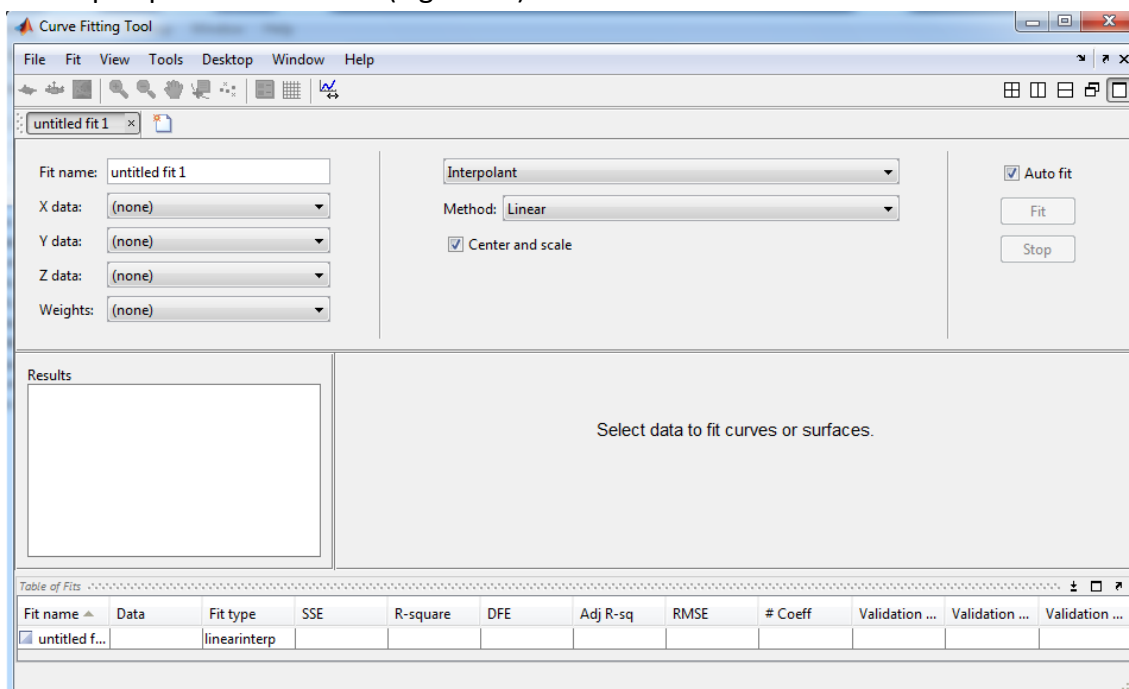 Curve Fitting Tool
File Fit View Tools Desktop Window Help
untitled fit 1
Fit name: untitled fit 1
X data: (none)
Y data: (none)
Z data: (none)
Weights: (none)
Interpolant
Method: Linear
Center and scale
Auto fit
Fit
Stop
Results
Select data to fit curves or surfaces.
Table of Fits
Fit name Data Fit type SSE R-square DFE Adj R-sq RMSE # Coeff Validation ... Validation ... Validation ...
untitled f... linearinterp